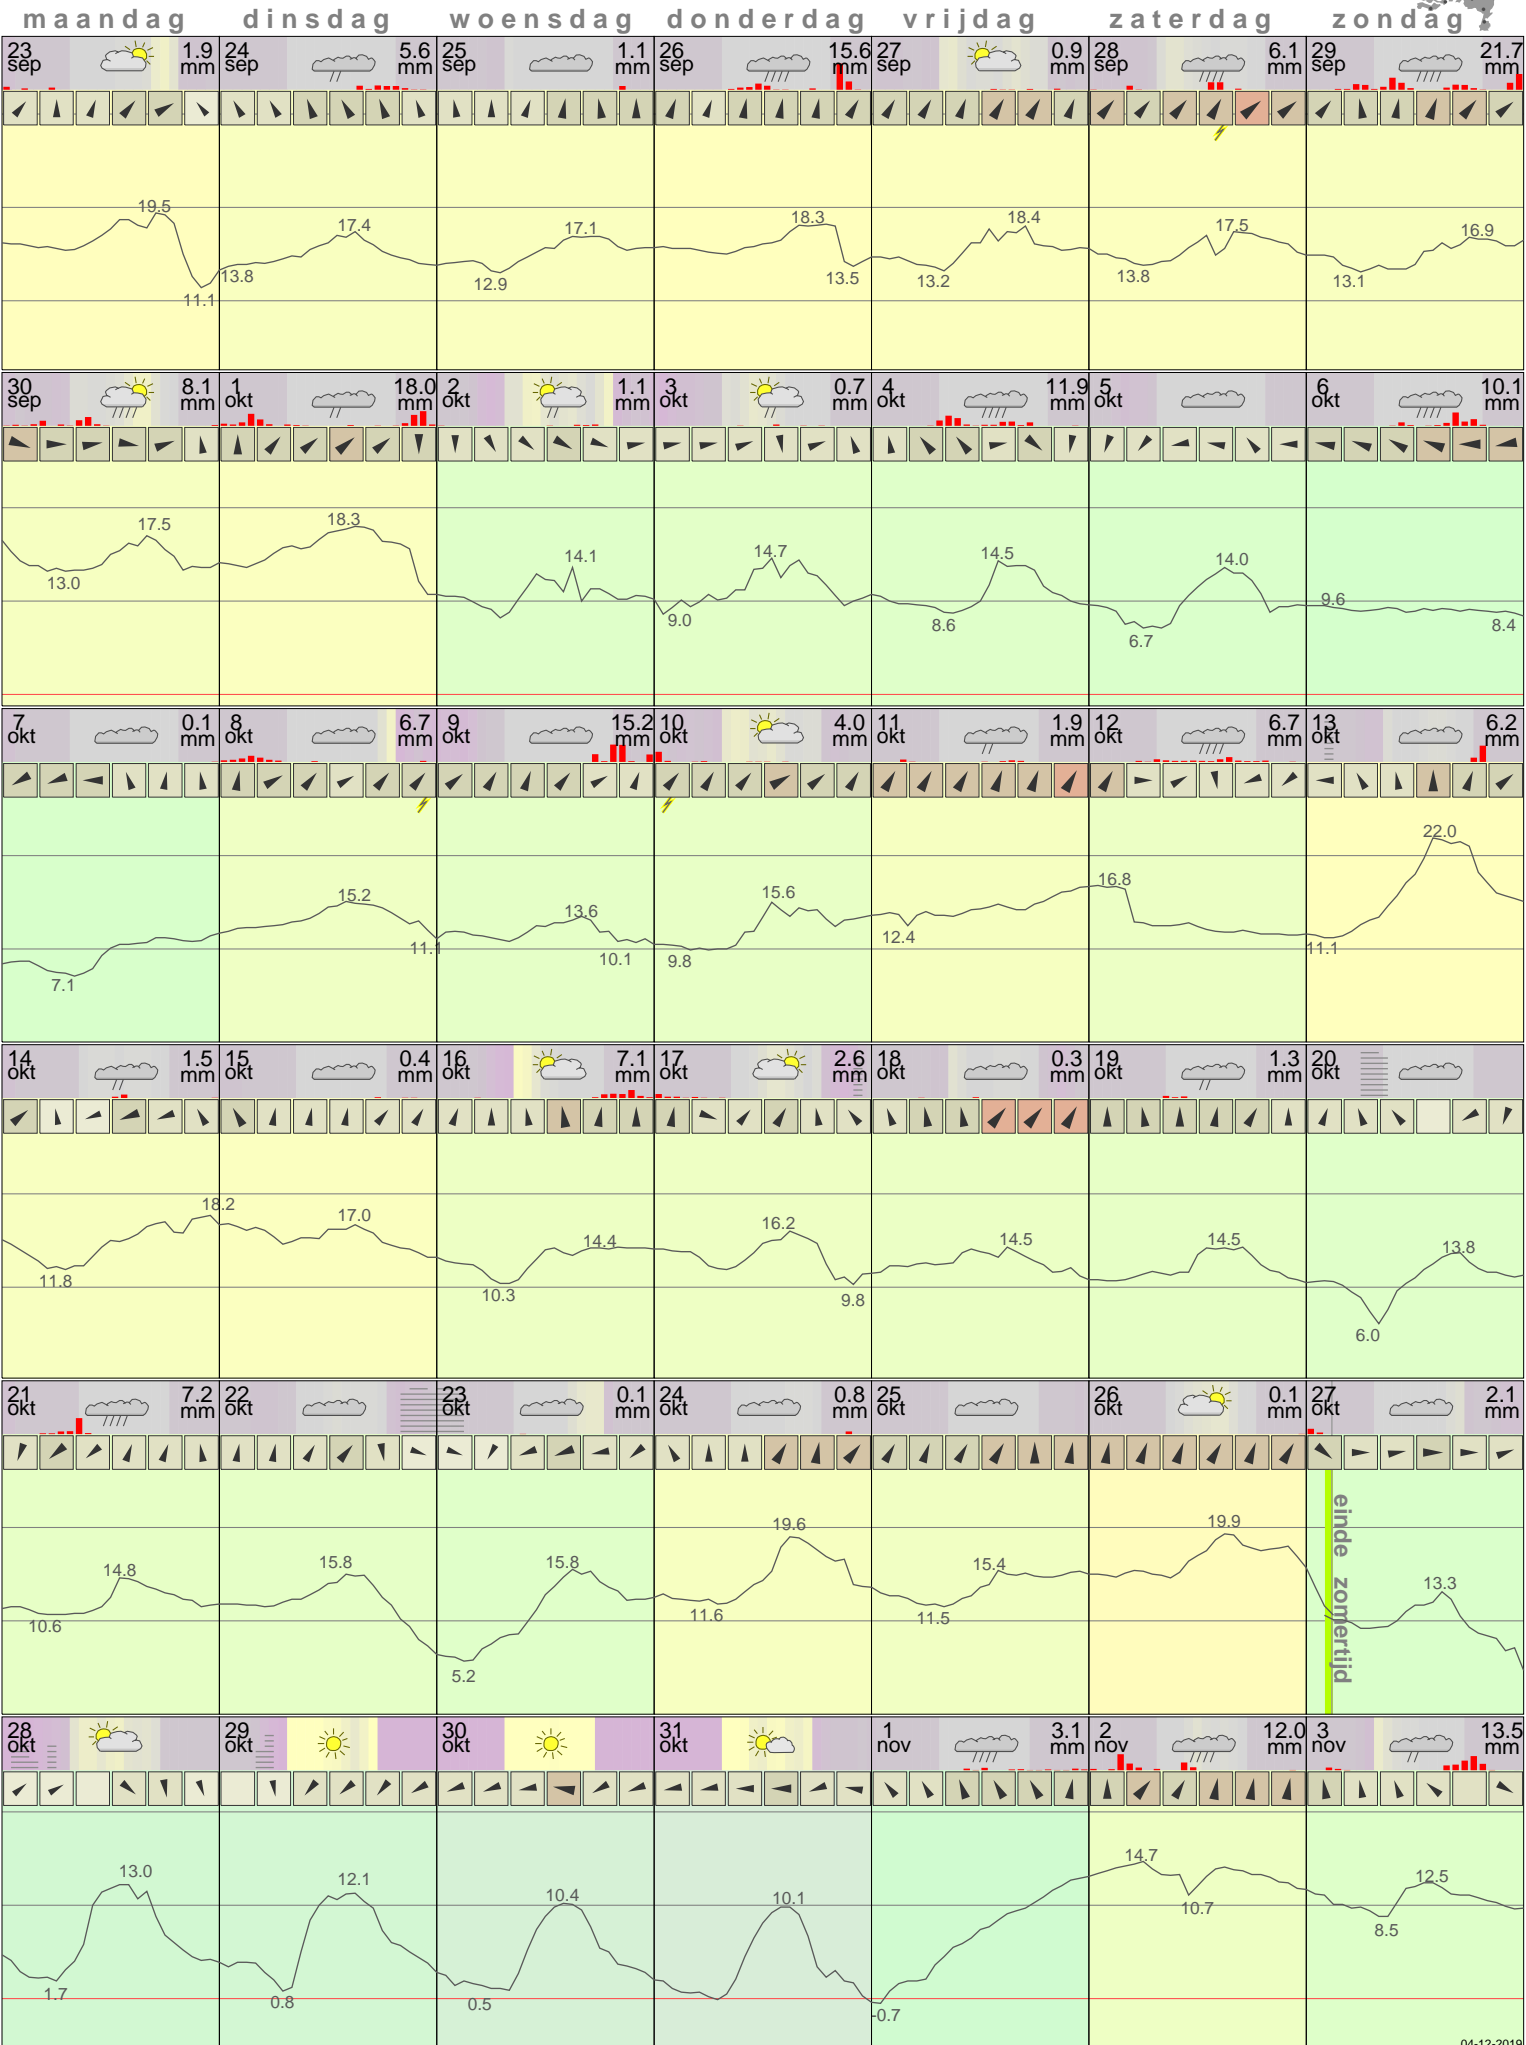 maandag dinsdag woensdag donderdag vrijdag zaterdag zondag
23 sep 1.9 mm 24 sep 5.6 mm 25 sep 1.1 mm 26 sep 15.6 mm 27 sep 0.9 mm 28 sep 6.1 mm 29 sep 21.7 mm
19.5 17.4 17.1 18.3 18.4 17.5 16.9
11.1 13.8 12.9 13.5 13.2 13.8 13.1
30 sep 8.1 mm 1 okt 18.0 mm 2 okt 1.1 mm 3 okt 0.7 mm 4 okt 11.9 mm 5 okt 6 okt 10.1 mm
17.5 18.3 14.1 14.7 14.5 14.0 9.6
13.0 9.0 8.6 6.7 8.4
7 okt 0.1 mm 8 okt 6.7 mm 9 okt 15.2 mm 10 okt 4.0 mm 11 okt 1.9 mm 12 okt 6.7 mm 13 okt 6.2 mm
15.2 13.6 15.6 16.8 22.0
7.1 11.1 10.1 9.8 12.4 11.1
14 okt 1.5 mm 15 okt 0.4 mm 16 okt 7.1 mm 17 okt 2.6 mm 18 okt 0.3 mm 19 okt 1.3 mm 20 okt
18.2 17.0 14.4 16.2 14.5 14.5 13.8
11.8 10.3 9.8 6.0
21 okt 7.2 mm 22 okt 23 okt 0.1 mm 24 okt 0.8 mm 25 okt 26 okt 0.1 mm 27 okt 2.1 mm
14.8 15.8 15.8 19.6 15.4 19.9 13.3
10.6 5.2 11.6 11.5
einde zomertijd
28 okt 29 okt 30 okt 31 okt 1 nov 3.1 mm 2 nov 12.0 mm 3 nov 13.5 mm
13.0 12.1 10.4 10.1 14.7 12.5
1.7 0.8 0.5 -0.7 10.7 8.5
04-12-2019